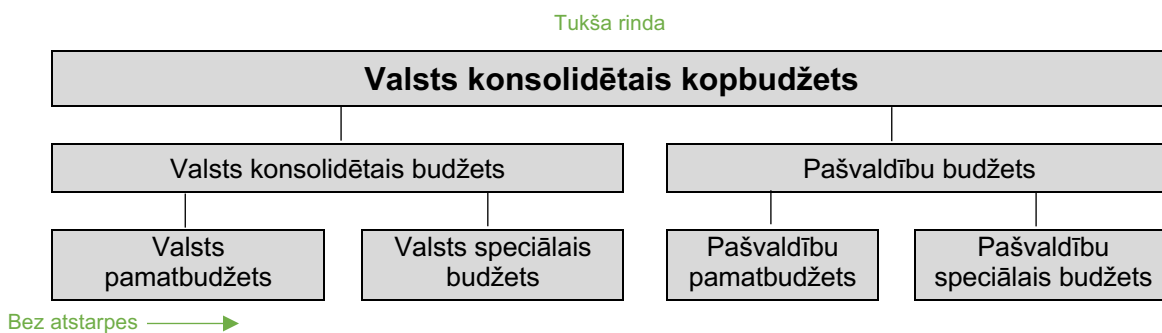 Tukša rinda
Valsts konsolidētais kopbudžets
Valsts konsolidētais budžets
Pašvaldību budžets
Valsts
pamatbudžets
Valsts speciālais
budžets
Pašvaldību
pamatbudžets
Pašvaldību
speciālais budžets
Bez atstarpes